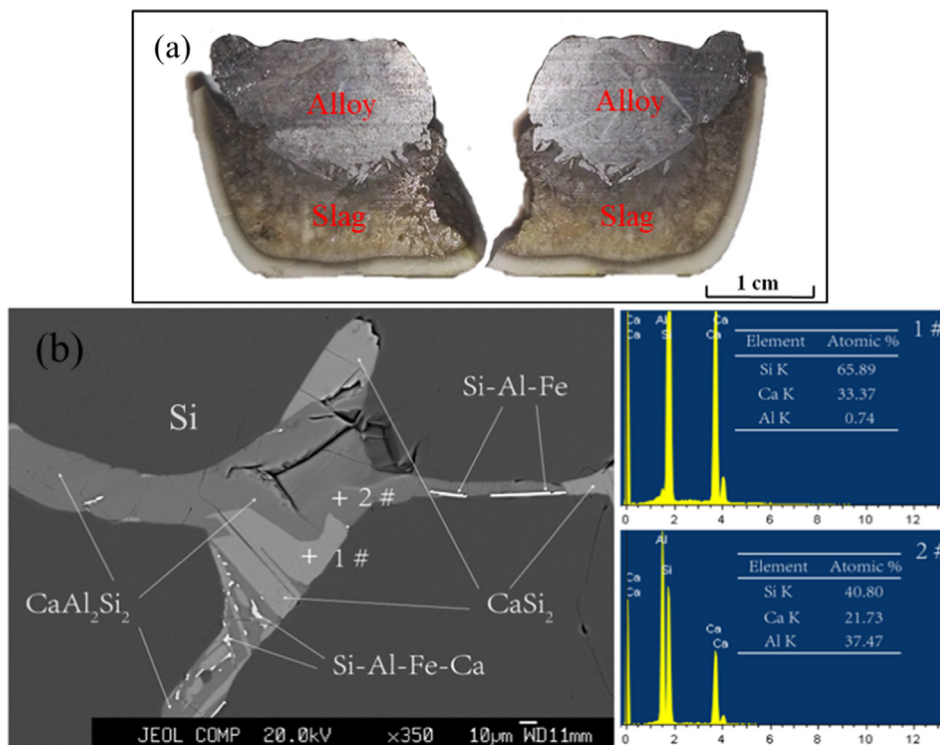 (a)
Alloy
Alloy
Slag
Slag
1 cm
(b)
Si
Si-Al-Fe
+ 2 #
+ 1 #
CaAl₂Si₂
CaSi₂
Si-Al-Fe-Ca
JEOL COMP 20.0kV ×350 10μm WD11mm
1 #
Ca Al Ca
Ca Si Ca
Element Atomic %
Si K 65.89
Ca K 33.37
Al K 0.74
0 2 4 6 8 10 12
2 #
Al
Ca Si
Ca
Ca
Ca
Element Atomic %
Si K 40.80
Ca K 21.73
Al K 37.47
0 2 4 6 8 10 12